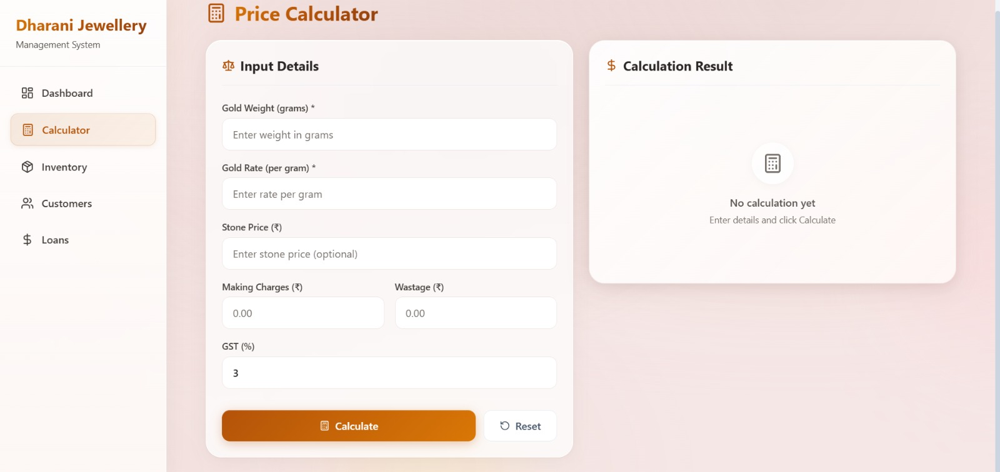 Dharani Jewellery
Management System
Dashboard
Calculator
Inventory
Customers
Loans
Price Calculator
Input Details
Gold Weight (grams) *
Enter weight in grams
Gold Rate (per gram) *
Enter rate per gram
Stone Price (₹)
Enter stone price (optional)
Making Charges (₹) Wastage (₹)
0.00 0.00
GST (%)
3
Calculate Reset
Calculation Result
No calculation yet
Enter details and click Calculate